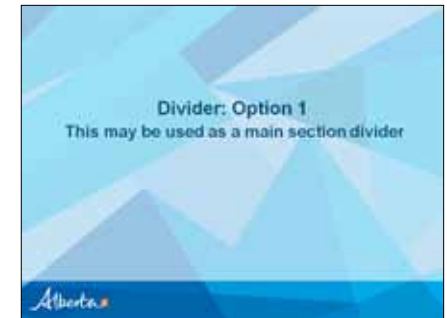 Divider: Option 1
This may be used as a main section divider
Alberta